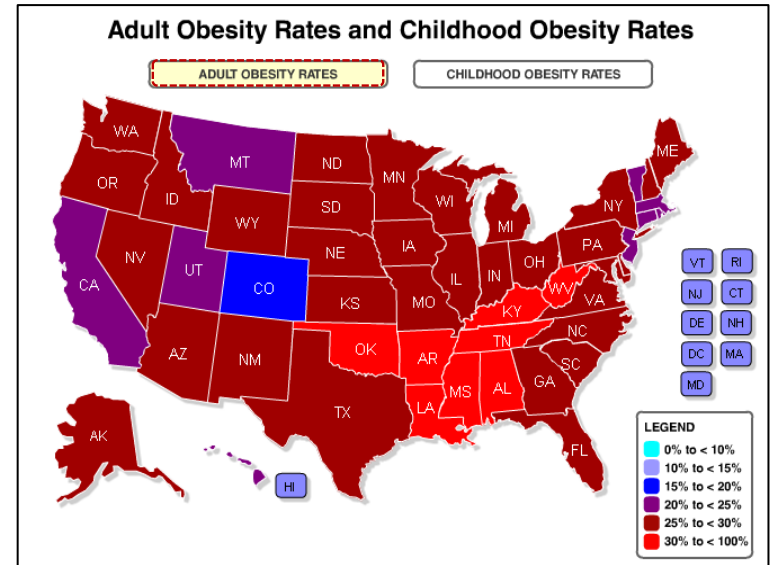 Adult Obesity Rates and Childhood Obesity Rates
ADULT OBESITY RATES
CHILDHOOD OBESITY RATES
WA
MT
ND
MN
ME
OR
ID
WY
SD
WI
MI
NY
NV
UT
CO
NE
IA
IL
IN
OH
PA
CA
KS
MO
KY
WV
VA
AZ
NM
OK
AR
TN
NC
SC
TX
LA
MS
AL
GA
FL
AK
HI
VT
RI
NJ
CT
DE
NH
DC
MA
MD
LEGEND
0% to < 10%
10% to < 15%
15% to < 20%
20% to < 25%
25% to < 30%
30% to < 100%